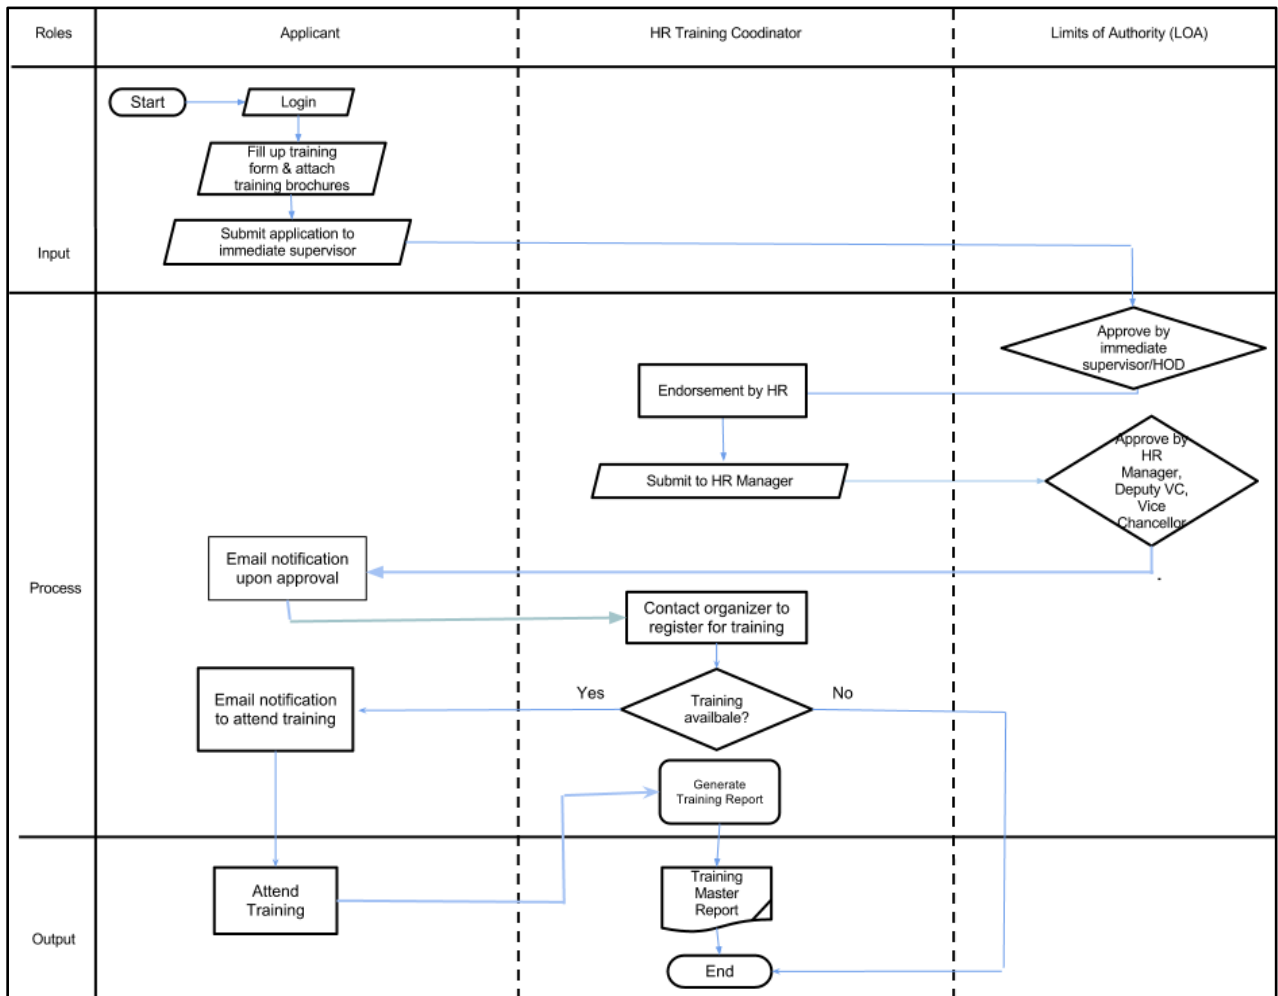 Roles
Applicant
HR Training Coodinator
Limits of Authority (LOA)
Start
Login
Fill up training
form & attach
training brochures
Submit application to
immediate supervisor
Input
Approve by
immediate
supervisor/HOD
Endorsement by HR
Approve by
HR
Manager,
Deputy VC,
Vice
Chancellor
Submit to HR Manager
Email notification
upon approval
Process
Contact organizer to
register for training
Email notification
to attend training
Yes
Training
availbale?
No
Generate
Training Report
Attend
Training
Training
Master
Report
Output
End